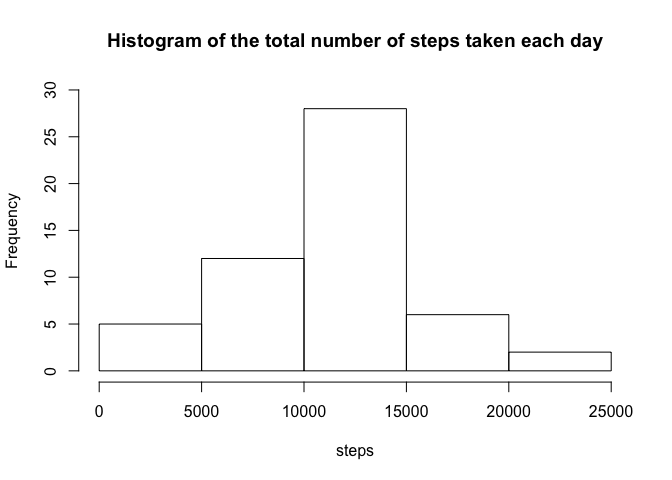 Histogram of the total number of steps taken each day
Frequency
30
25
20
15
10
5
0
0 5000 10000 15000 20000 25000
steps